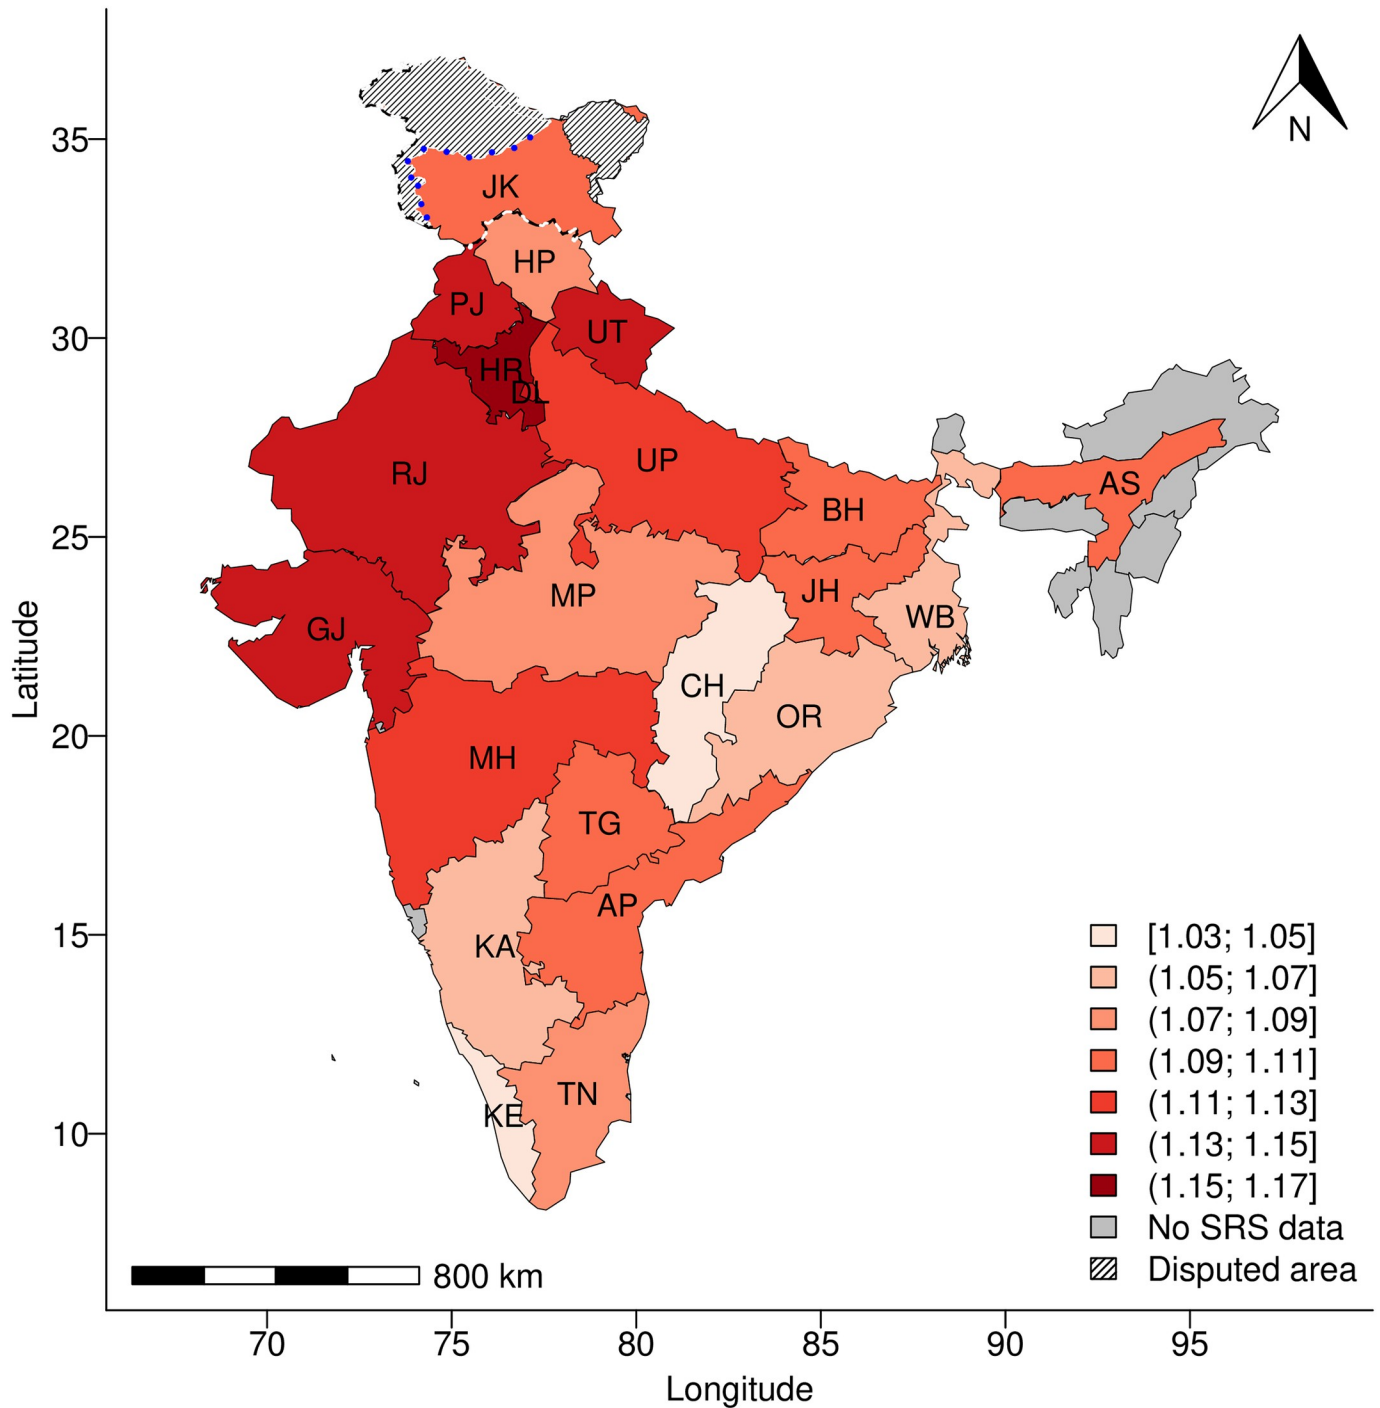 N
35
JK
HP
PJ
UT
30
HR
DL
RJ
UP
AS
BH
25
JH
MP
WB
GJ
CH
OR
20
MH
TG
AP
15
KA
TN
KE
10
Latitude
[1.03; 1.05]
(1.05; 1.07]
(1.07; 1.09]
(1.09; 1.11]
(1.11; 1.13]
(1.13; 1.15]
(1.15; 1.17]
No SRS data
Disputed area
800 km
70 75 80 85 90 95
Longitude